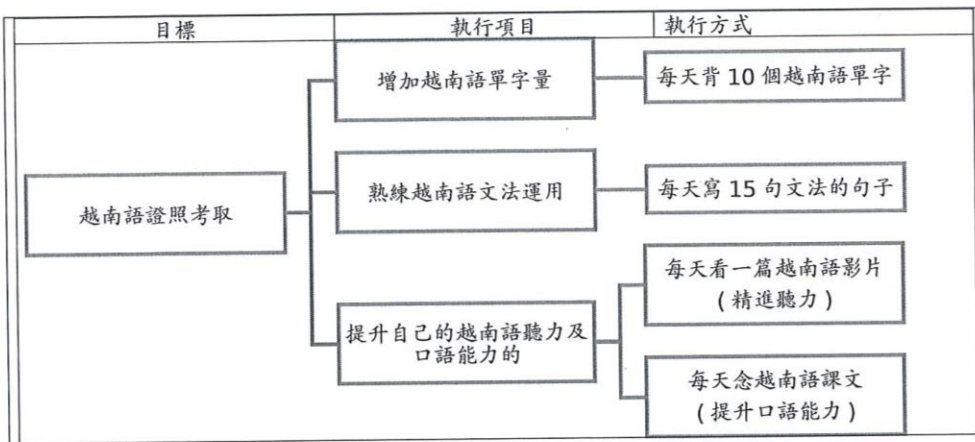 目標
執行項目
執行方式
增加越南語單字量
每天背 10 個越南語單字
越南語證照考取
熟練越南語文法運用
每天寫 15 句文法的句子
提升自己的越南語聽力及
口語能力的
每天看一篇越南語影片
(精進聽力)
每天念越南語課文
(提升口語能力)